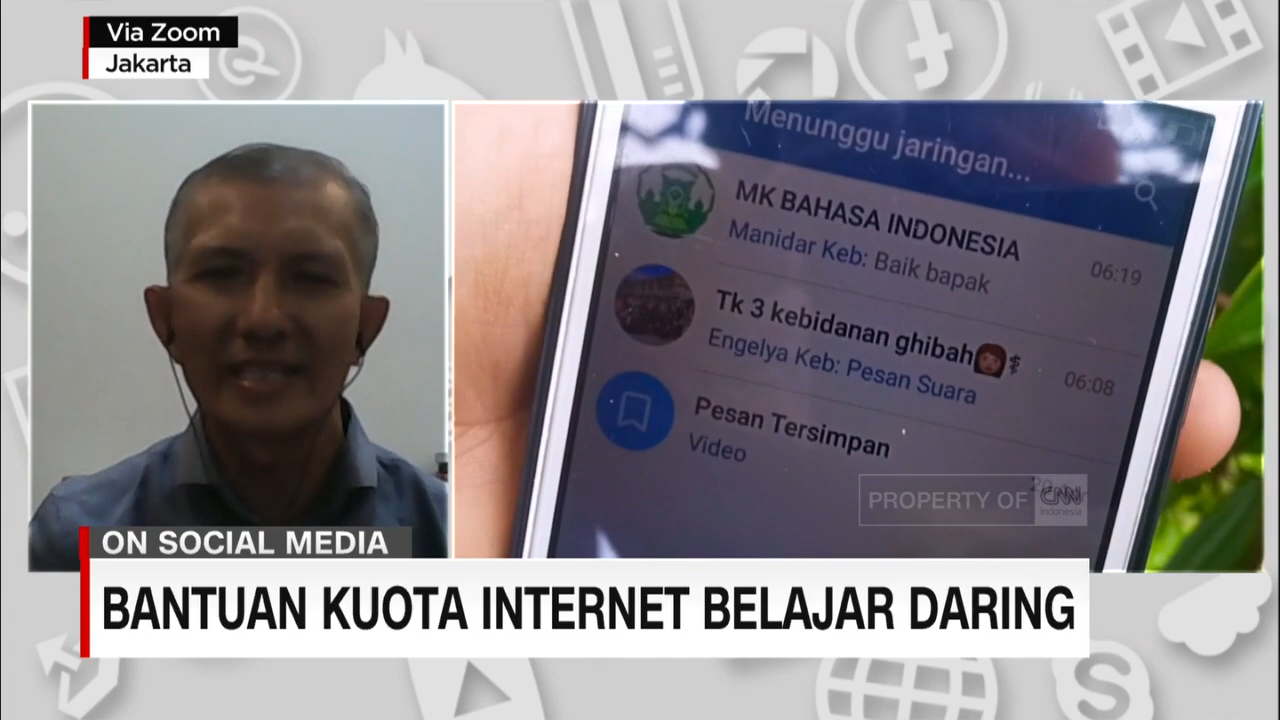 Via Zoom
Jakarta
Menunggu jaringan...
MK BAHASA INDONESIA
06:19
Manidar Keb: Baik bapak
Tk 3 kebidanan ghibah
06:08
Engelya Keb: Pesan Suara
Pesan Tersimpan
Video
PROPERTY OF
CNN
Indonesia
ON SOCIAL MEDIA
BANTUAN KUOTA INTERNET BELAJAR DARING